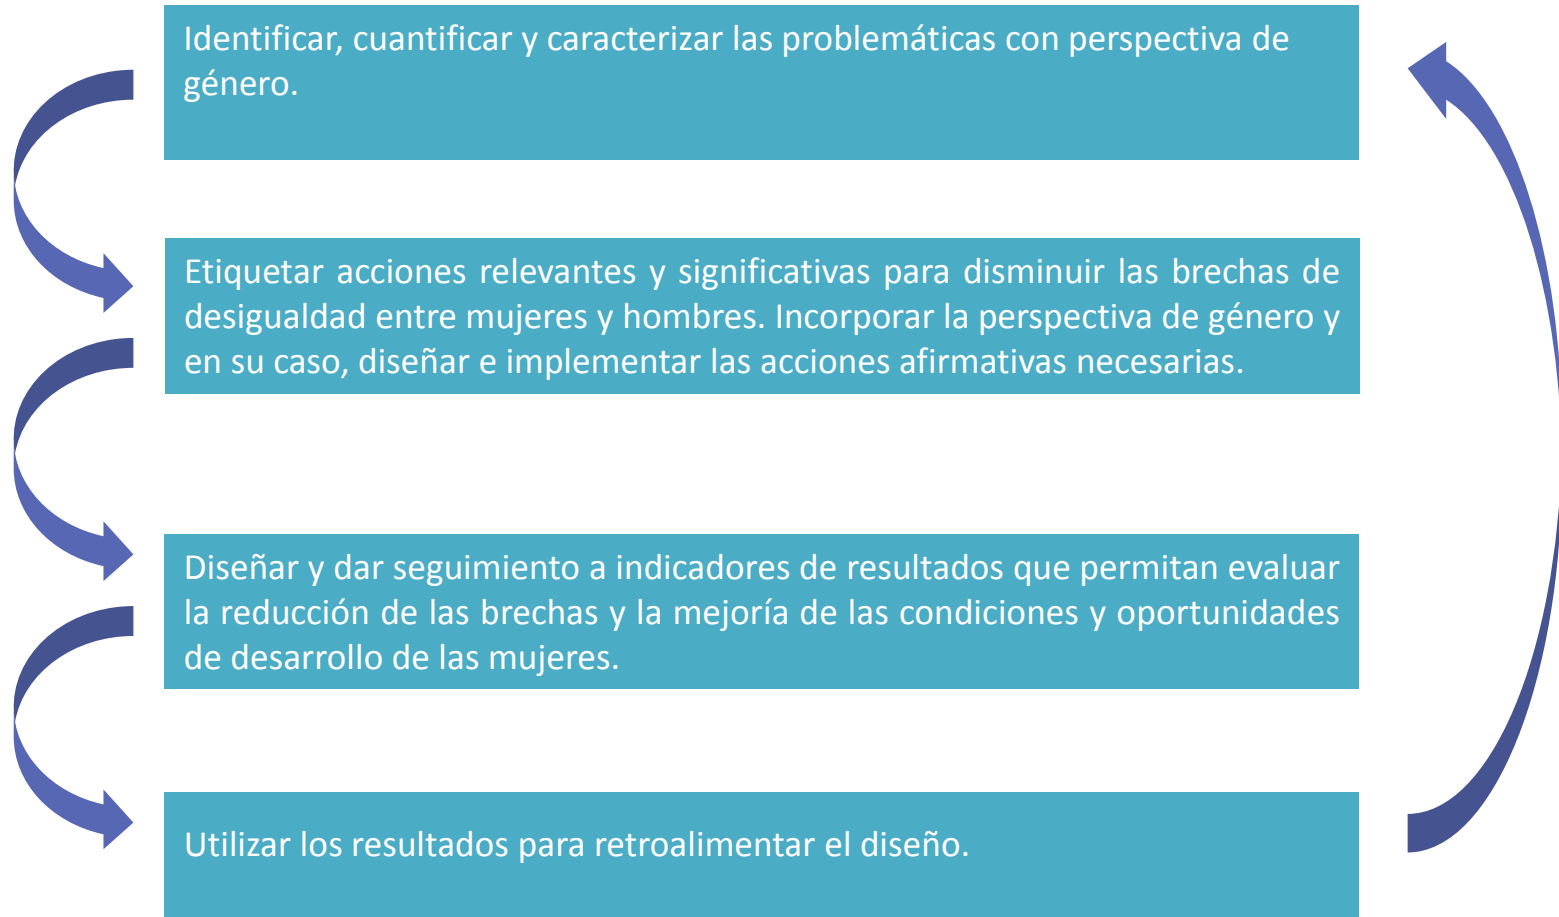 Identificar, cuantificar y caracterizar las problemáticas con perspectiva de
género.
Etiquetar acciones relevantes y significativas para disminuir las brechas de
desigualdad entre mujeres y hombres. Incorporar la perspectiva de género y
en su caso, diseñar e implementar las acciones afirmativas necesarias.
Diseñar y dar seguimiento a indicadores de resultados que permitan evaluar
la reducción de las brechas y la mejoría de las condiciones y oportunidades
de desarrollo de las mujeres.
Utilizar los resultados para retroalimentar el diseño.